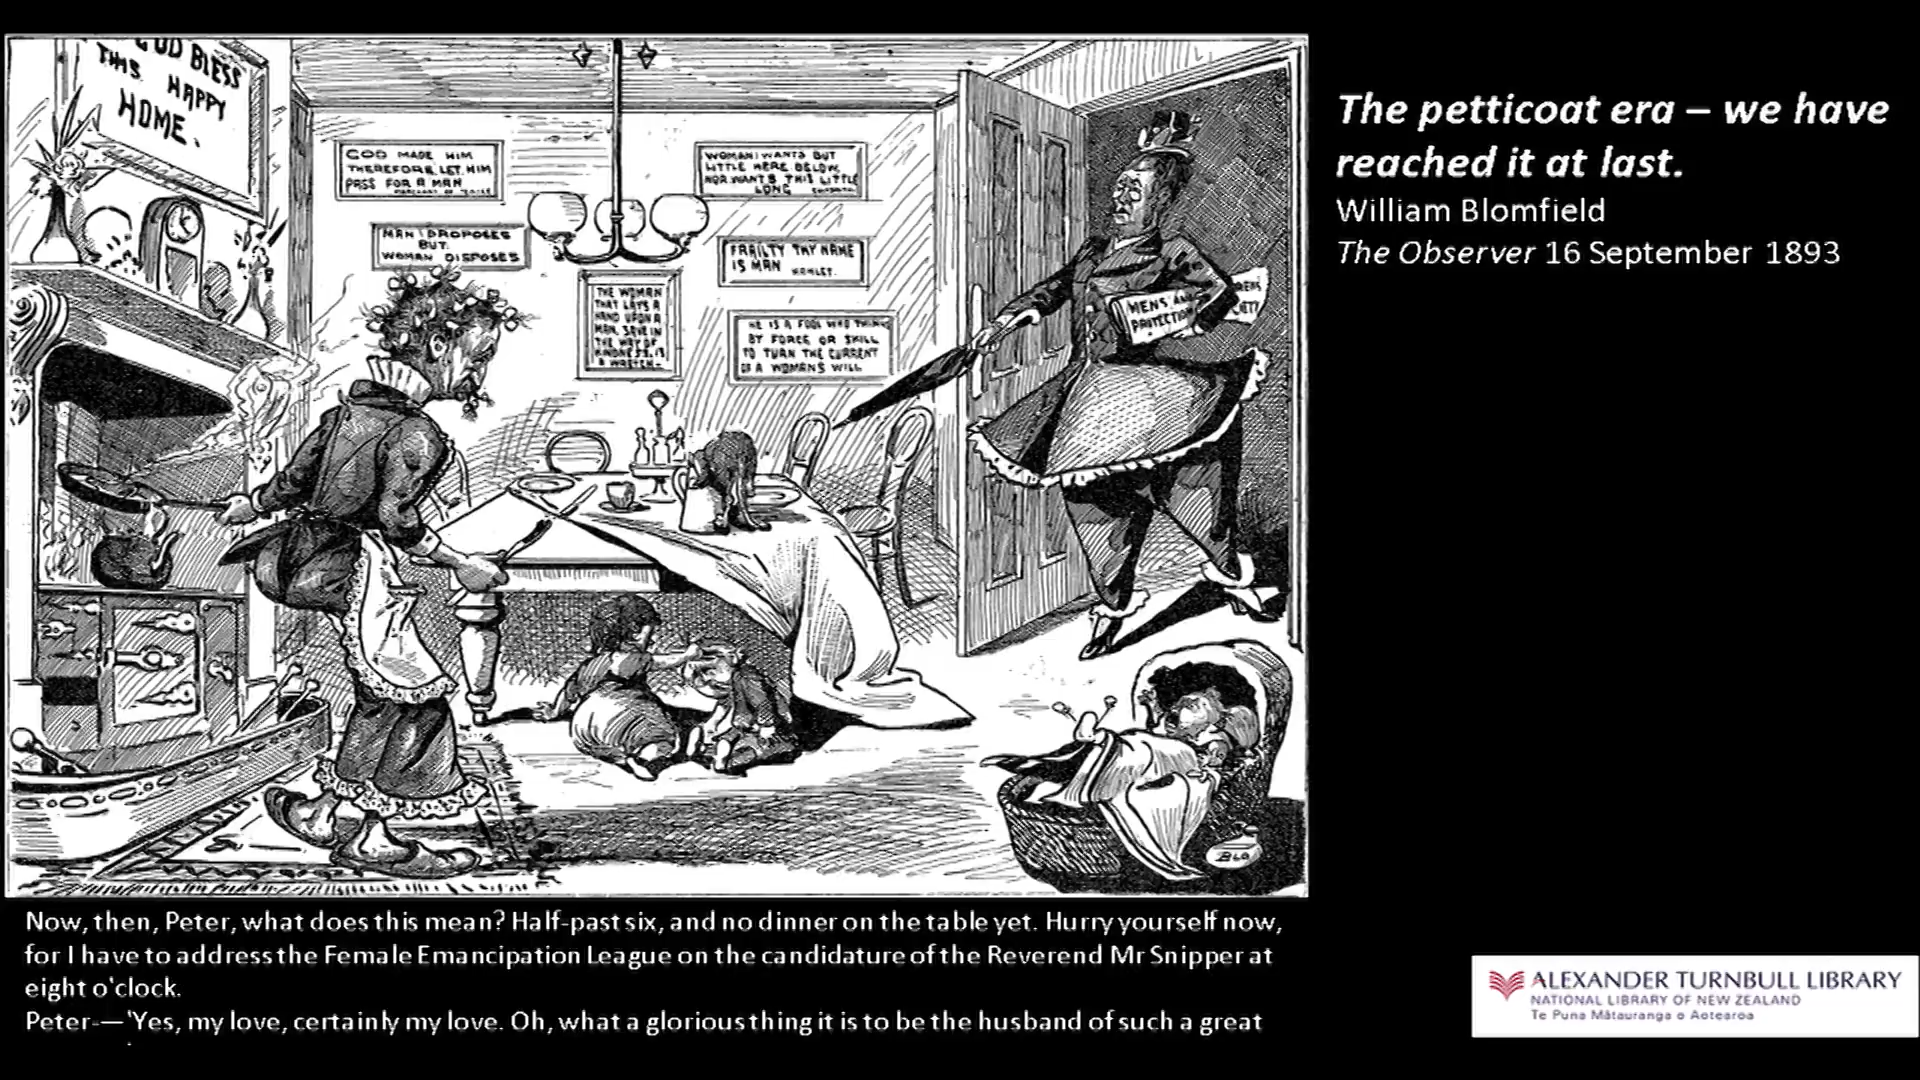 GOD BLESS
THIS HAPPY
HOME.
GOD MADE HIM
THEREFORE LET HIM
PASS FOR A MAN
MERCHANT OF VENICE
MAN PROPOSES
BUT
WOMAN DISPOSES
WOMAN WANTS BUT
LITTLE HERE BELOW,
NOR WANTS THIS LITTLE
LONG
FRAILTY THY NAME
IS MAN HAMLET.
THE WOMAN
THAT LAYS A
HAND UPON A
MAN, SAVE IN
THE WAY OF
KINDNESS, IS
A WRETCH
HE IS A FOOL WHO THINKS
BY FORCE OR SKILL
TO TURN THE CURRENT
OF A WOMANS WILL
MENS AND
PROTECTION
BLO
The petticoat era – we have
reached it at last.
William Blomfield
The Observer 16 September 1893
Now, then, Peter, what does this mean? Half-past six, and no dinner on the table yet. Hurry yourself now,
for I have to address the Female Emancipation League on the candidature of the Reverend Mr Snipper at
eight o'clock.
Peter-—'Yes, my love, certainly my love. Oh, what a glorious thing it is to be the husband of such a great
ALEXANDER TURNBULL LIBRARY
NATIONAL LIBRARY OF NEW ZEALAND
Te Puna Mātauranga o Aotearoa